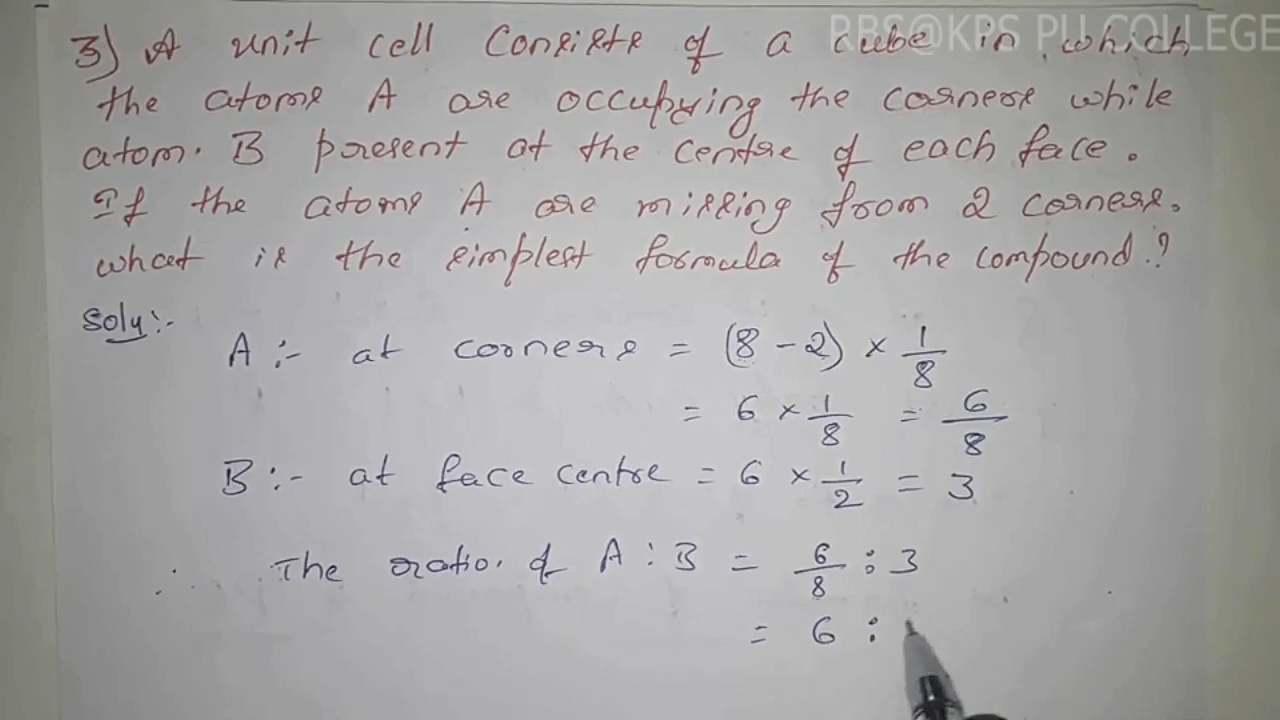 RBS@KPS PU COLLEGE
3) A unit cell consists of a cube in which
the atoms A are occupying the corners while
atom. B present at the centre of each face.
If the atoms A are missing from 2 corners.
what is the simplest formula of the compound.?
Soln:-
A :- at corners = (8 - 2) × 1/8
= 6 × 1/8 = 6/8
B :- at face centre = 6 × 1/2 = 3
∴ The ratio. of A : B = 6/8 : 3
= 6 :